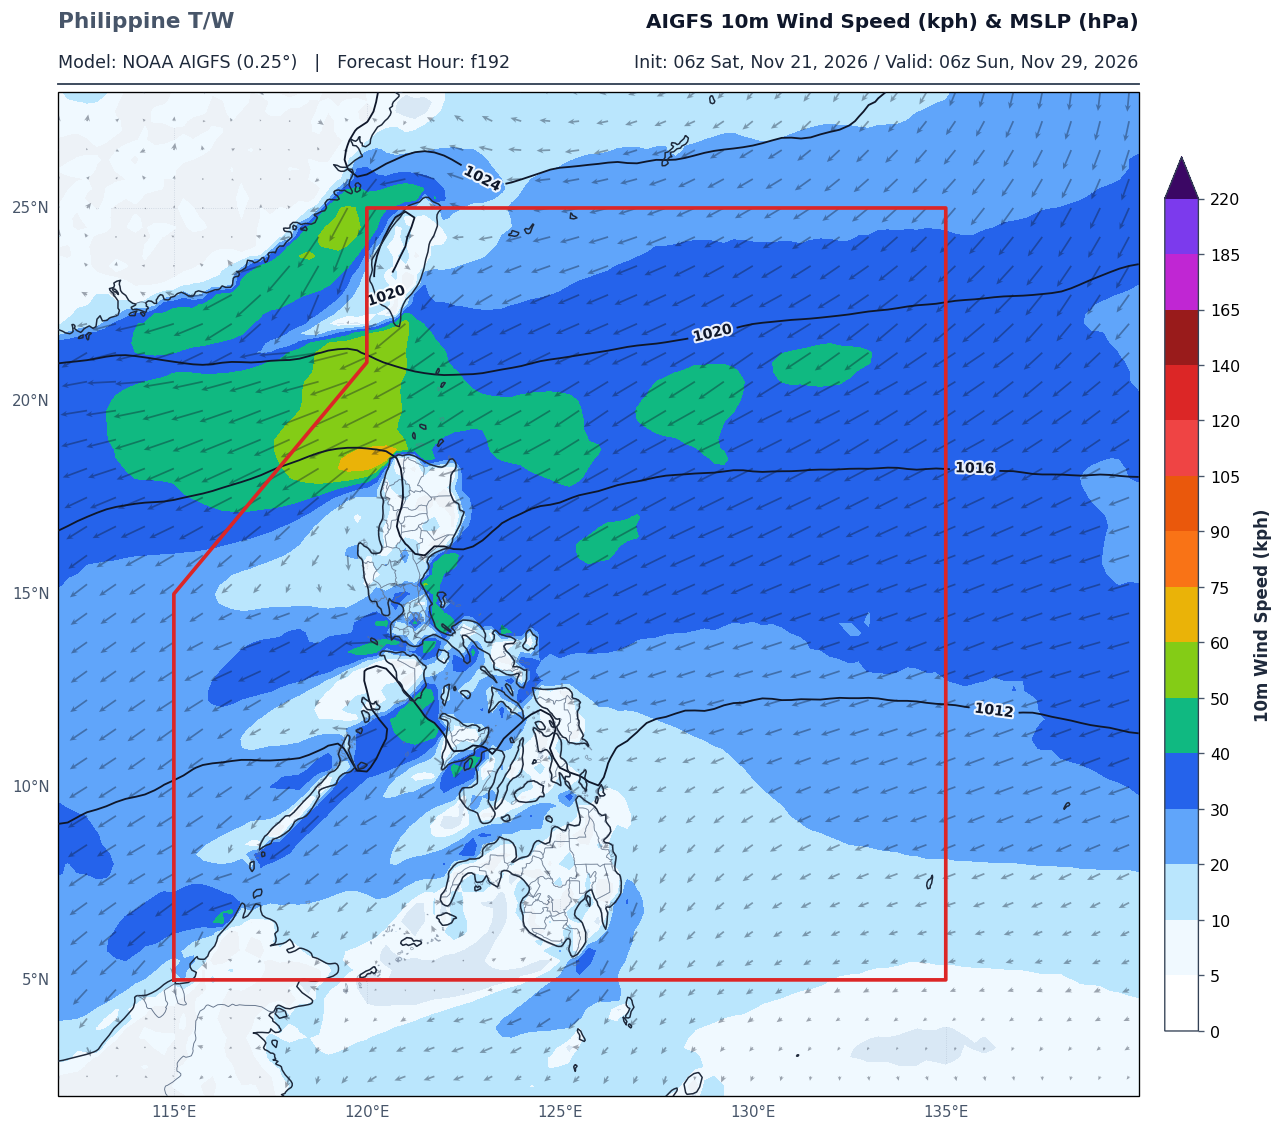 Philippine T/W
AIGFS 10m Wind Speed (kph) & MSLP (hPa)
Model: NOAA AIGFS (0.25°) | Forecast Hour: f192
Init: 06z Sat, Nov 21, 2026 / Valid: 06z Sun, Nov 29, 2026
1024
1020
1020
1016
1012
25°N
20°N
15°N
10°N
5°N
115°E
120°E
125°E
130°E
135°E
220
185
165
140
120
105
90
75
60
50
40
30
20
10
5
0
10m Wind Speed (kph)